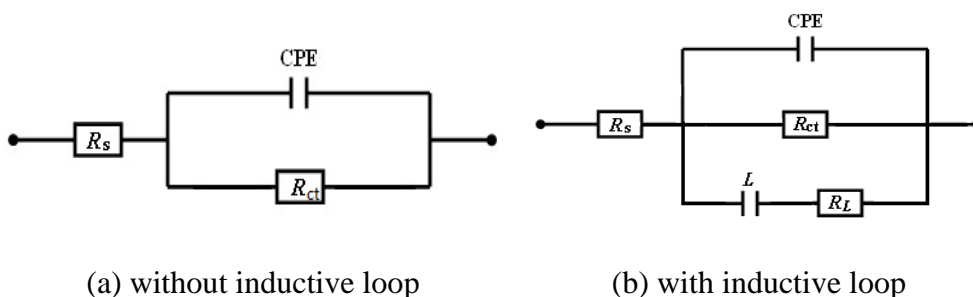 CPE
Rs
Rct
CPE
Rs
Rct
L
RL
(a) without inductive loop
(b) with inductive loop